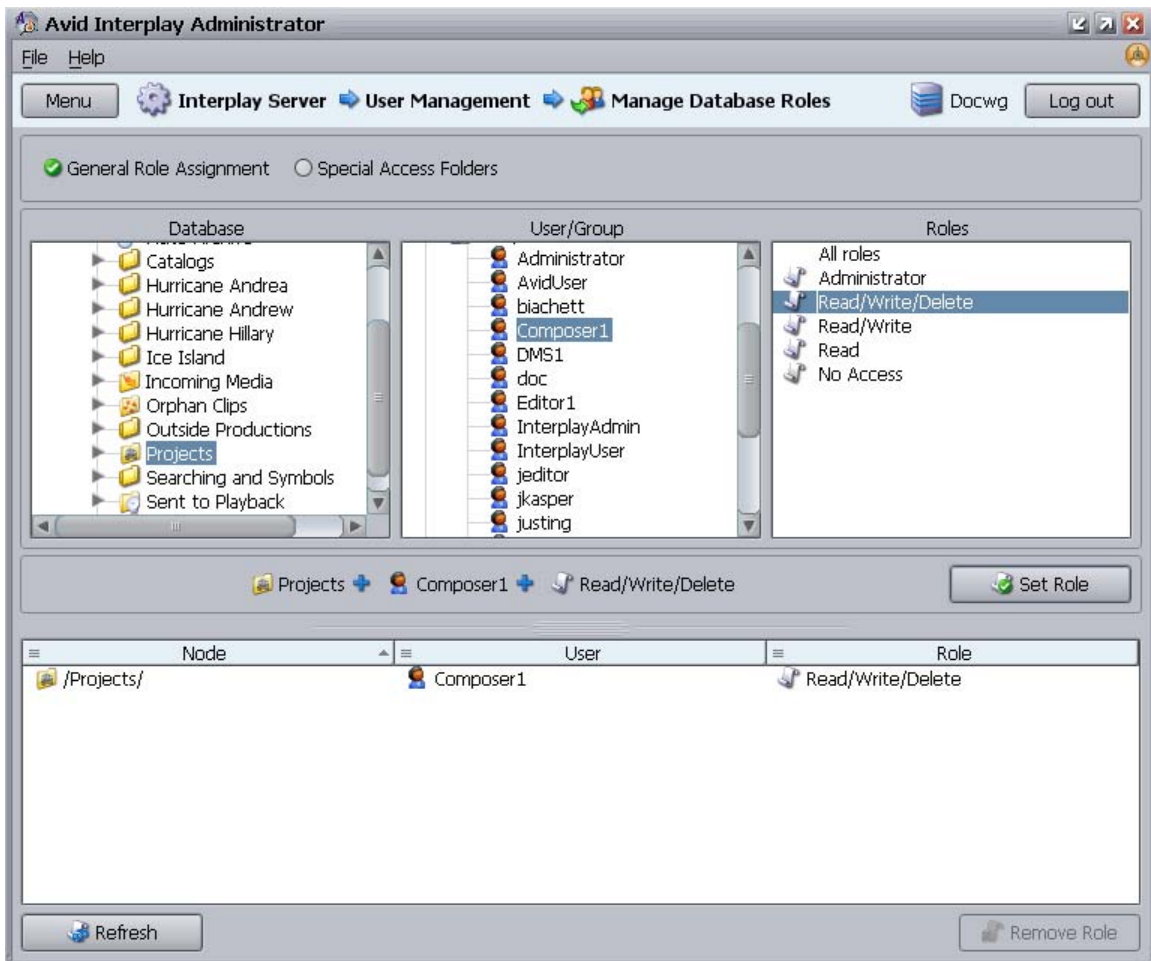 Avid Interplay Administrator
File Help
Menu Interplay Server User Management Manage Database Roles Docwg Log out
General Role Assignment Special Access Folders
Database
Catalogs
Hurricane Andrea
Hurricane Andrew
Hurricane Hillary
Ice Island
Incoming Media
Orphan Clips
Outside Productions
Projects
Searching and Symbols
Sent to Playback
User/Group
Administrator
AvidUser
biachett
Composer1
DMS1
doc
Editor1
InterplayAdmin
InterplayUser
jeditor
jkasper
justing
Roles
All roles
Administrator
Read/Write/Delete
Read/Write
Read
No Access
Projects Composer1 Read/Write/Delete Set Role
Node User Role
/Projects/ Composer1 Read/Write/Delete
Refresh Remove Role